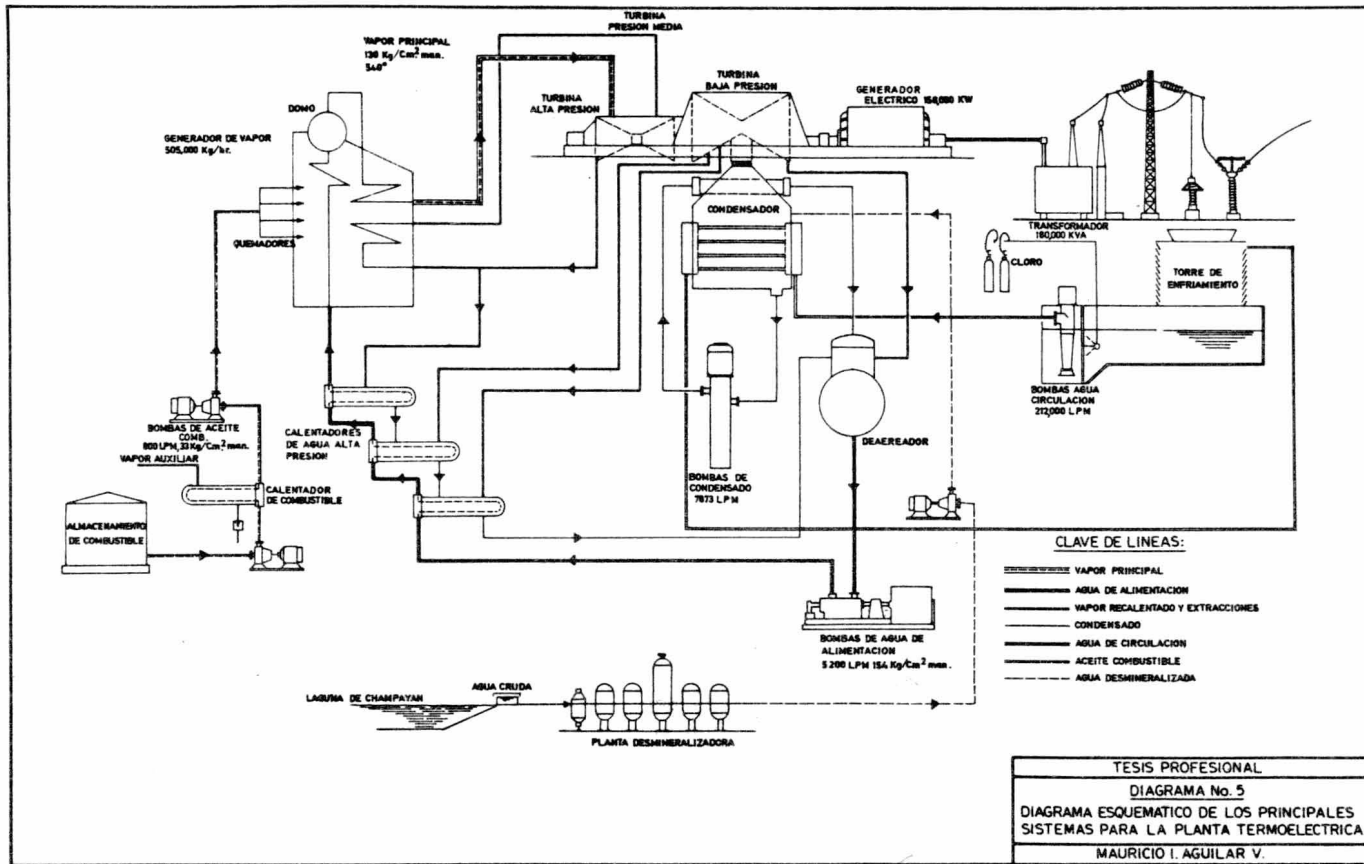 TURBINA
PRESION MEDIA
VAPOR PRINCIPAL
130 Kg/Cm² man.
540°
TURBINA
BAJA PRESION
GENERADOR
ELECTRICO 158,000 KW
TURBINA
ALTA PRESION
DOMO
GENERADOR DE VAPOR
505,000 Kg/hr.
QUEMADORES
CONDENSADOR
TRANSFORMADOR
180,000 KVA
CLORO
TORRE DE
ENFRIAMIENTO
BOMBAS AGUA
CIRCULACION
212,000 LPM
BOMBAS DE ACEITE
COMB.
800 LPM, 33 Kg/Cm² man.
VAPOR AUXILIAR
CALENTADORES
DE AGUA ALTA
PRESION
DEAEREADOR
BOMBAS DE
CONDENSADO
7873 LPM
CALENTADOR
DE COMBUSTIBLE
ALMACENAMIENTO
DE COMBUSTIBLE
CLAVE DE LINEAS:
VAPOR PRINCIPAL
AGUA DE ALIMENTACION
VAPOR RECALENTADO Y EXTRACCIONES
CONDENSADO
AGUA DE CIRCULACION
ACEITE COMBUSTIBLE
AGUA DESMINERALIZADA
BOMBAS DE AGUA DE
ALIMENTACION
5 200 LPM 154 Kg/Cm² man.
LAGUNA DE CHAMPAYAN
AGUA CRUDA
PLANTA DESMINERALIZADORA
TESIS PROFESIONAL
DIAGRAMA No. 5
DIAGRAMA ESQUEMATICO DE LOS PRINCIPALES
SISTEMAS PARA LA PLANTA TERMOELECTRICA
MAURICIO I. AGUILAR V.